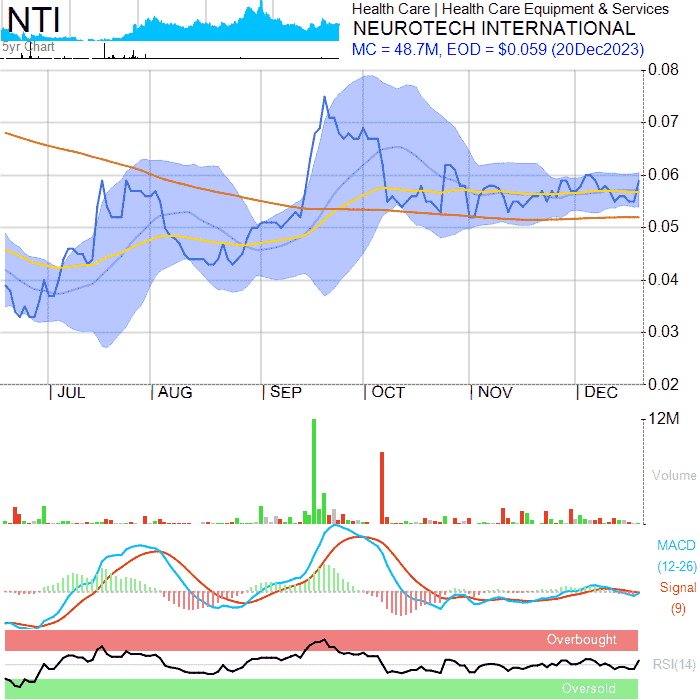 NTI
5yr Chart
Health Care | Health Care Equipment & Services
NEUROTECH INTERNATIONAL
MC = 48.7M, EOD = $0.059 (20Dec2023)
0.08
0.07
0.06
0.05
0.04
0.03
0.02
JUL AUG SEP OCT NOV DEC
12M
Volume
MACD
(12-26)
Signal
(9)
Overbought
RSI(14)
Oversold